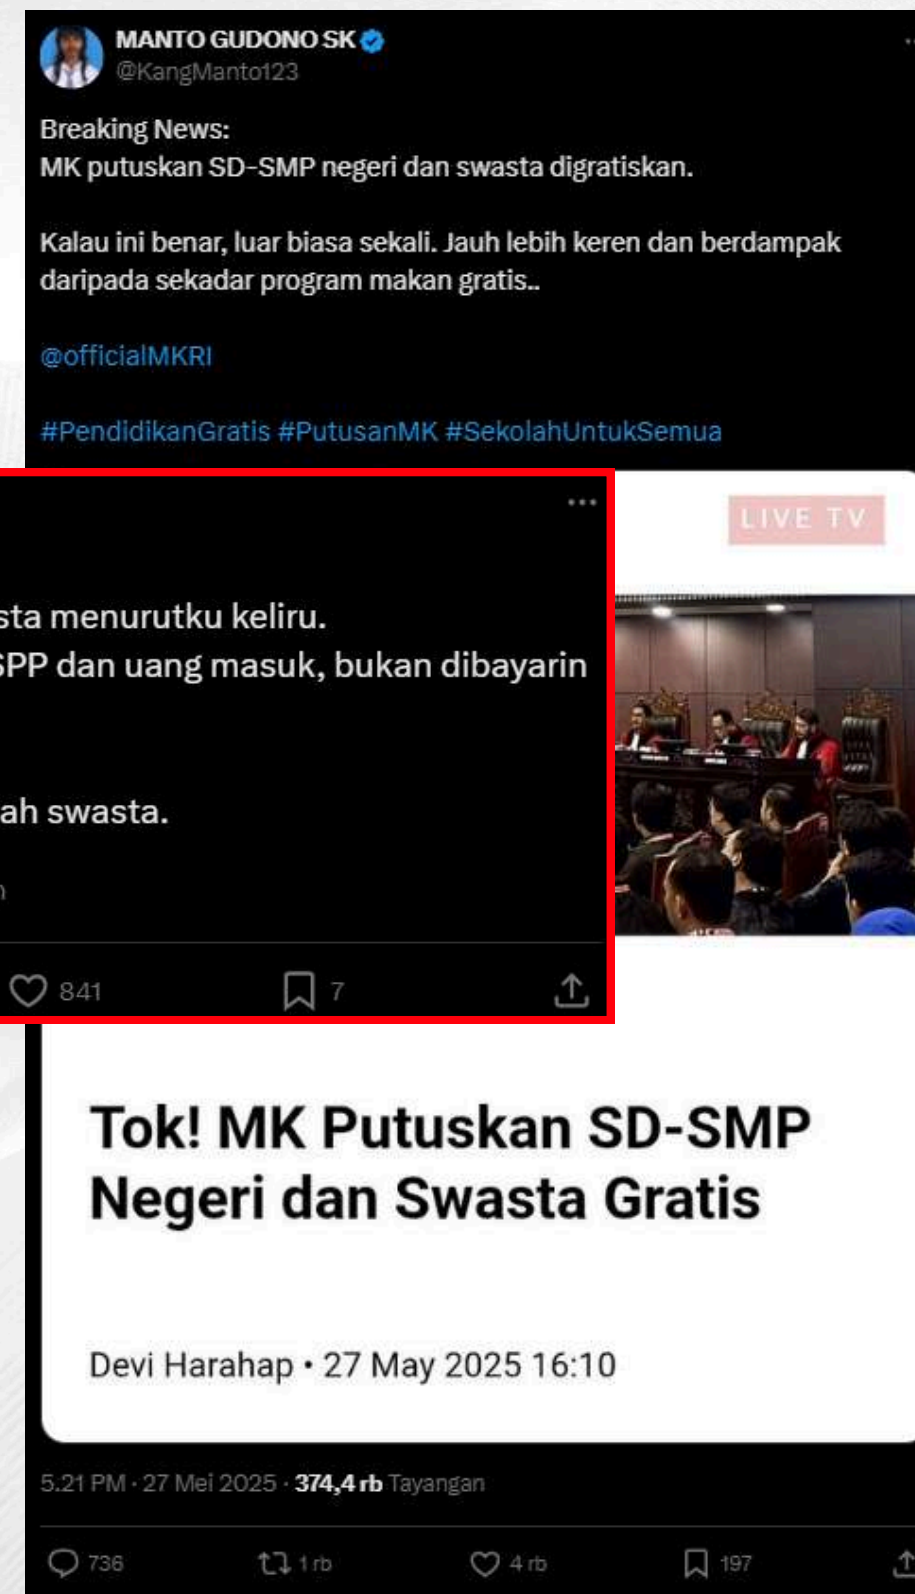 MANTO GUDONO SK
@KangManto123
Breaking News:
MK putuskan SD-SMP negeri dan swasta digratiskan.
Kalau ini benar, luar biasa sekali. Jauh lebih keren dan berdampak
daripada sekadar program makan gratis..
@officialMKRI
#PendidikanGratis #PutusanMK #SekolahUntukSemua
LIVE TV
menurutku keliru.
SPP dan uang masuk, bukan dibayarin
swasta.
841
7
Tok! MK Putuskan SD-SMP
Negeri dan Swasta Gratis
Devi Harahap • 27 May 2025 16:10
5.21 PM · 27 Mei 2025 · 374,4 rb Tayangan
736 1 rb 4 rb 197